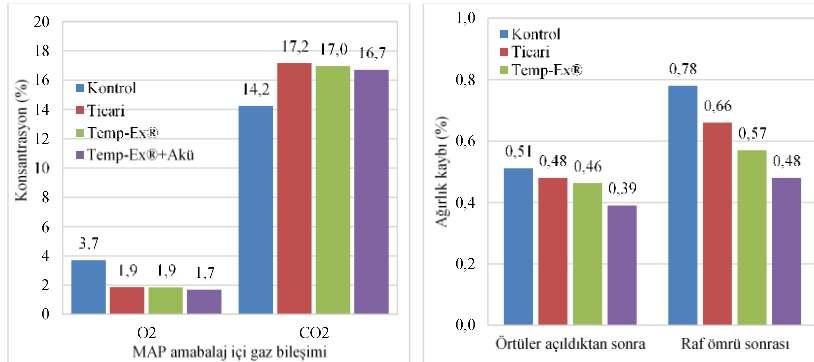 Konsantrasyon (%)
20
18
16
14
12
10
8
6
4
2
0
Kontrol
Ticari
Temp-Ex®
Temp-Ex®+Akü
3,7
1,9
1,9
1,7
14,2
17,2
17,0
16,7
O2
CO2
MAP amabalaj içi gaz bileşimi
Ağırlık kaybı (%)
1,0
0,8
0,6
0,4
0,2
0,0
Kontrol
Ticari
Temp-Ex®
0,51
0,48
0,46
0,39
0,78
0,66
0,57
0,48
Örtüler açıldıktan sonra
Raf ömrü sonrası